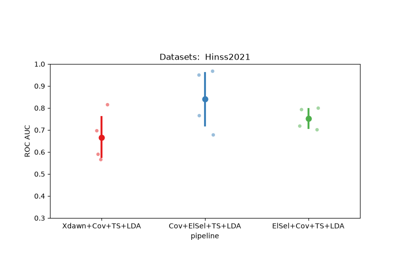 Datasets:  Hinss2021
1.0
0.9
0.8
0.7
0.6
0.5
0.4
0.3
ROC AUC
Xdawn+Cov+TS+LDA Cov+ElSel+TS+LDA ElSel+Cov+TS+LDA
pipeline